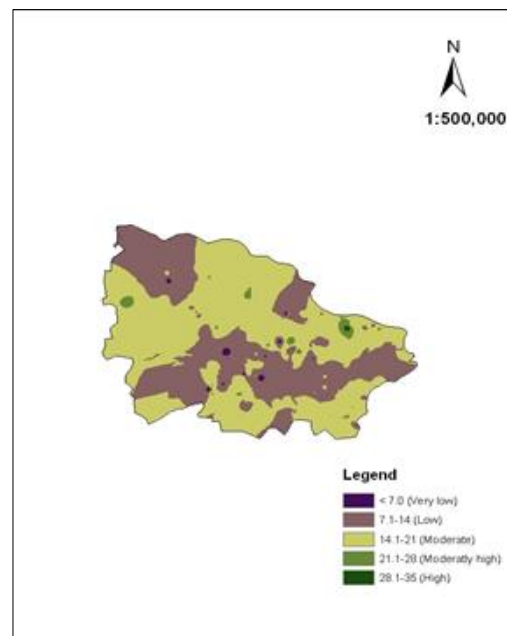 N
1:500,000
Legend
< 7.0 (Very low)
7.1-14 (Low)
14.1-21 (Moderate)
21.1-28 (Moderatly high)
28.1-35 (High)